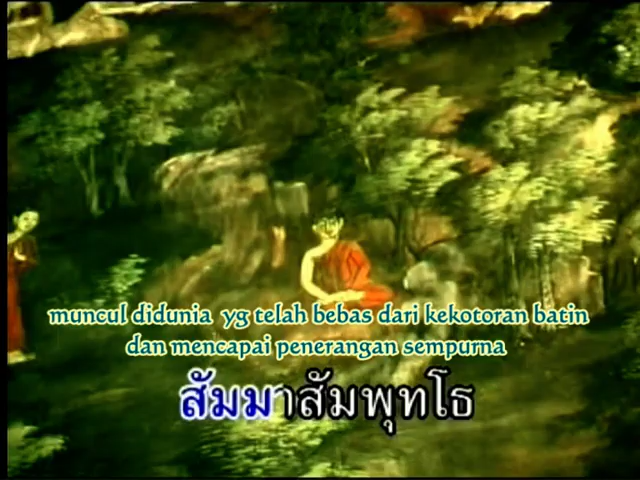 muncul didunia yg telah bebas dari kekotoran batin
dan mencapai penerangan sempurna
สัมมาสัมพุทโธ